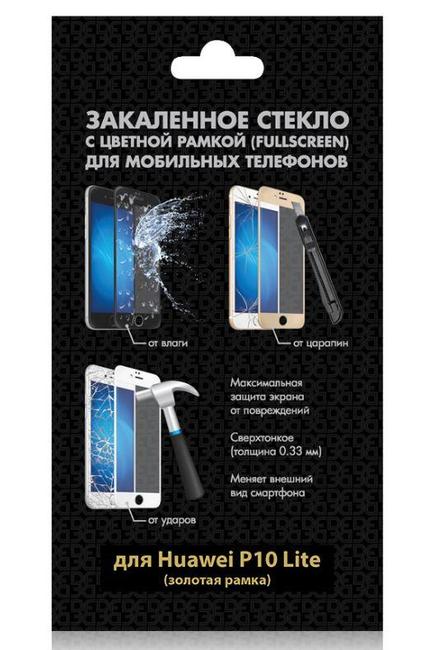 ЗАКАЛЕННОЕ СТЕКЛО
С ЦВЕТНОЙ РАМКОЙ (FULLSCREEN)
ДЛЯ МОБИЛЬНЫХ ТЕЛЕФОНОВ
от влаги
от царапин
от ударов
Максимальная
защита экрана
от повреждений
Сверхтонкое
(толщина 0.33 мм)
Меняет внешний
вид смартфона
для Huawei P10 Lite
(золотая рамка)